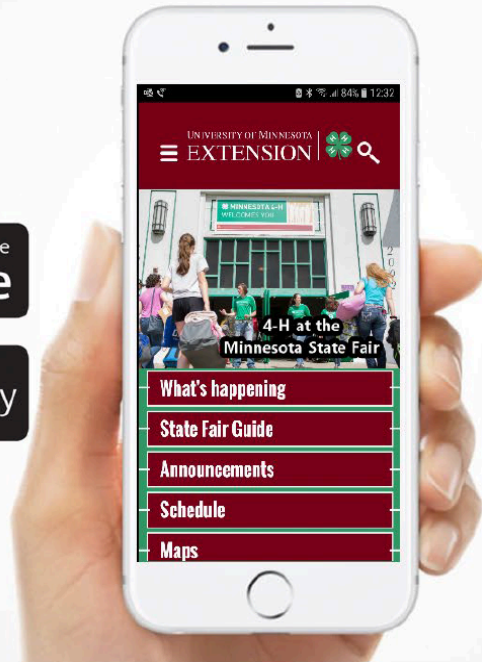 84% 12:32
UNIVERSITY OF MINNESOTA
EXTENSION
MINNESOTA 4-H
WELCOMES YOU
4-H at the
Minnesota State Fair
e
e
What's happening
y
State Fair Guide
Announcements
Schedule
Maps